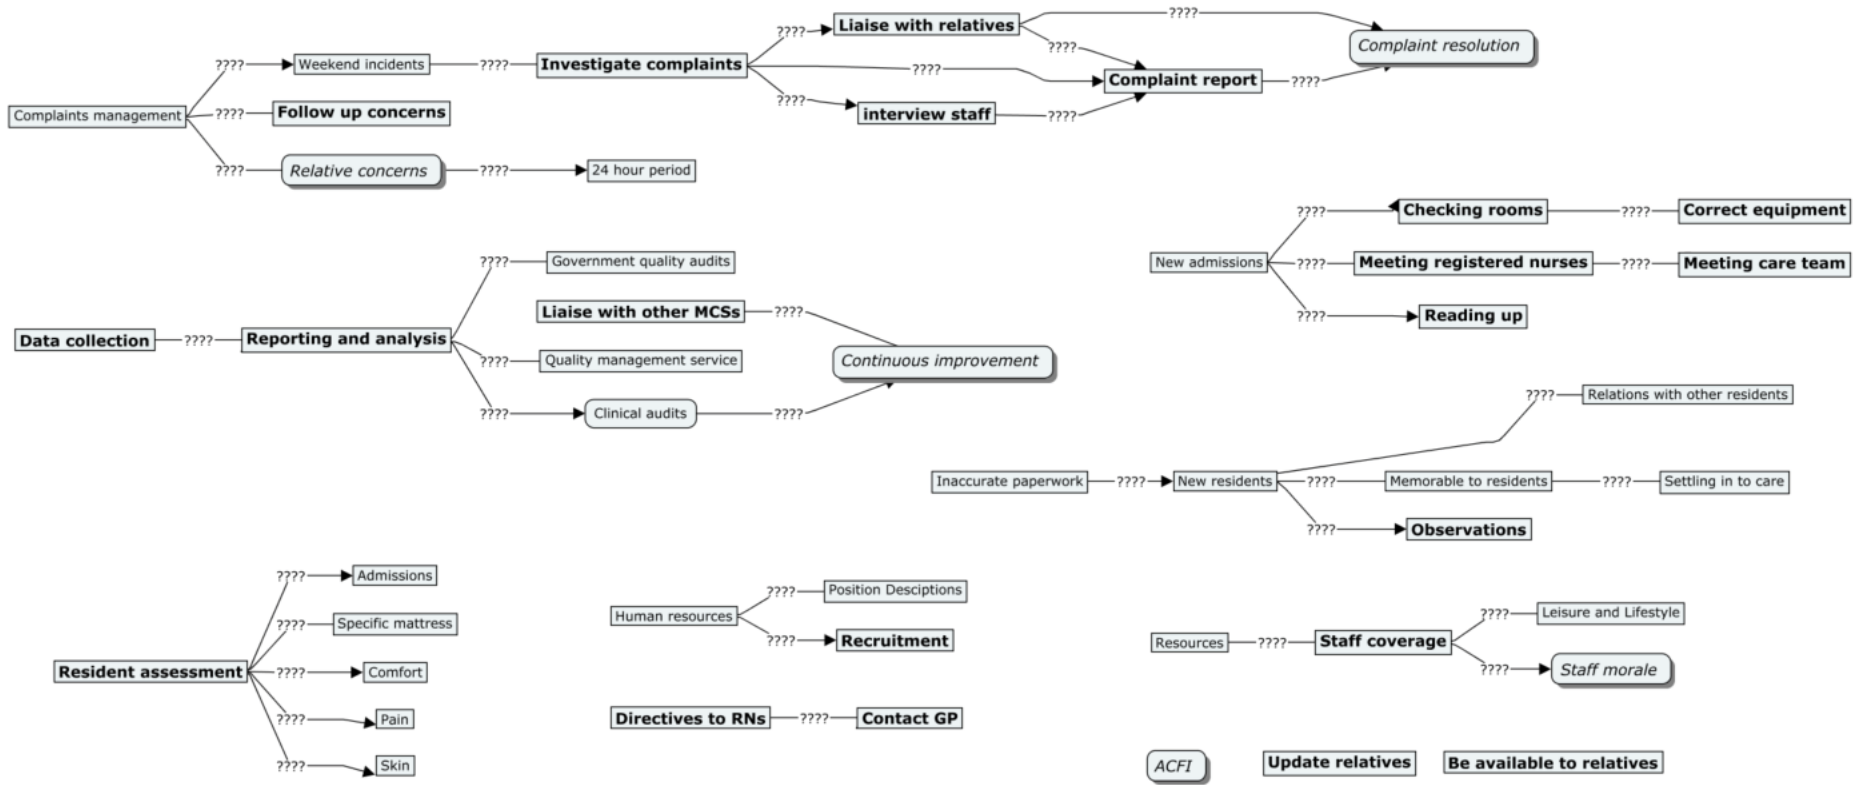 ????
Liaise with relatives
????
????
Complaint resolution
????
Weekend incidents
????
Investigate complaints
????
Complaint report
????
????
interview staff
????
Complaints management
????
Follow up concerns
????
Relative concerns
????
24 hour period
????
Checking rooms
????
Correct equipment
New admissions
????
Meeting registered nurses
????
Meeting care team
????
Reading up
????
Government quality audits
Liaise with other MCSs
????
Data collection
????
Reporting and analysis
????
Quality management service
Continuous improvement
????
Clinical audits
????
????
Relations with other residents
Inaccurate paperwork
????
New residents
????
Memorable to residents
????
Settling in to care
????
Observations
????
Admissions
????
Specific mattress
Resident assessment
????
Comfort
????
Pain
????
Skin
????
Position Desciptions
Human resources
????
Recruitment
Directives to RNs
????
Contact GP
????
Leisure and Lifestyle
Resources
????
Staff coverage
????
Staff morale
ACFI
Update relatives
Be available to relatives